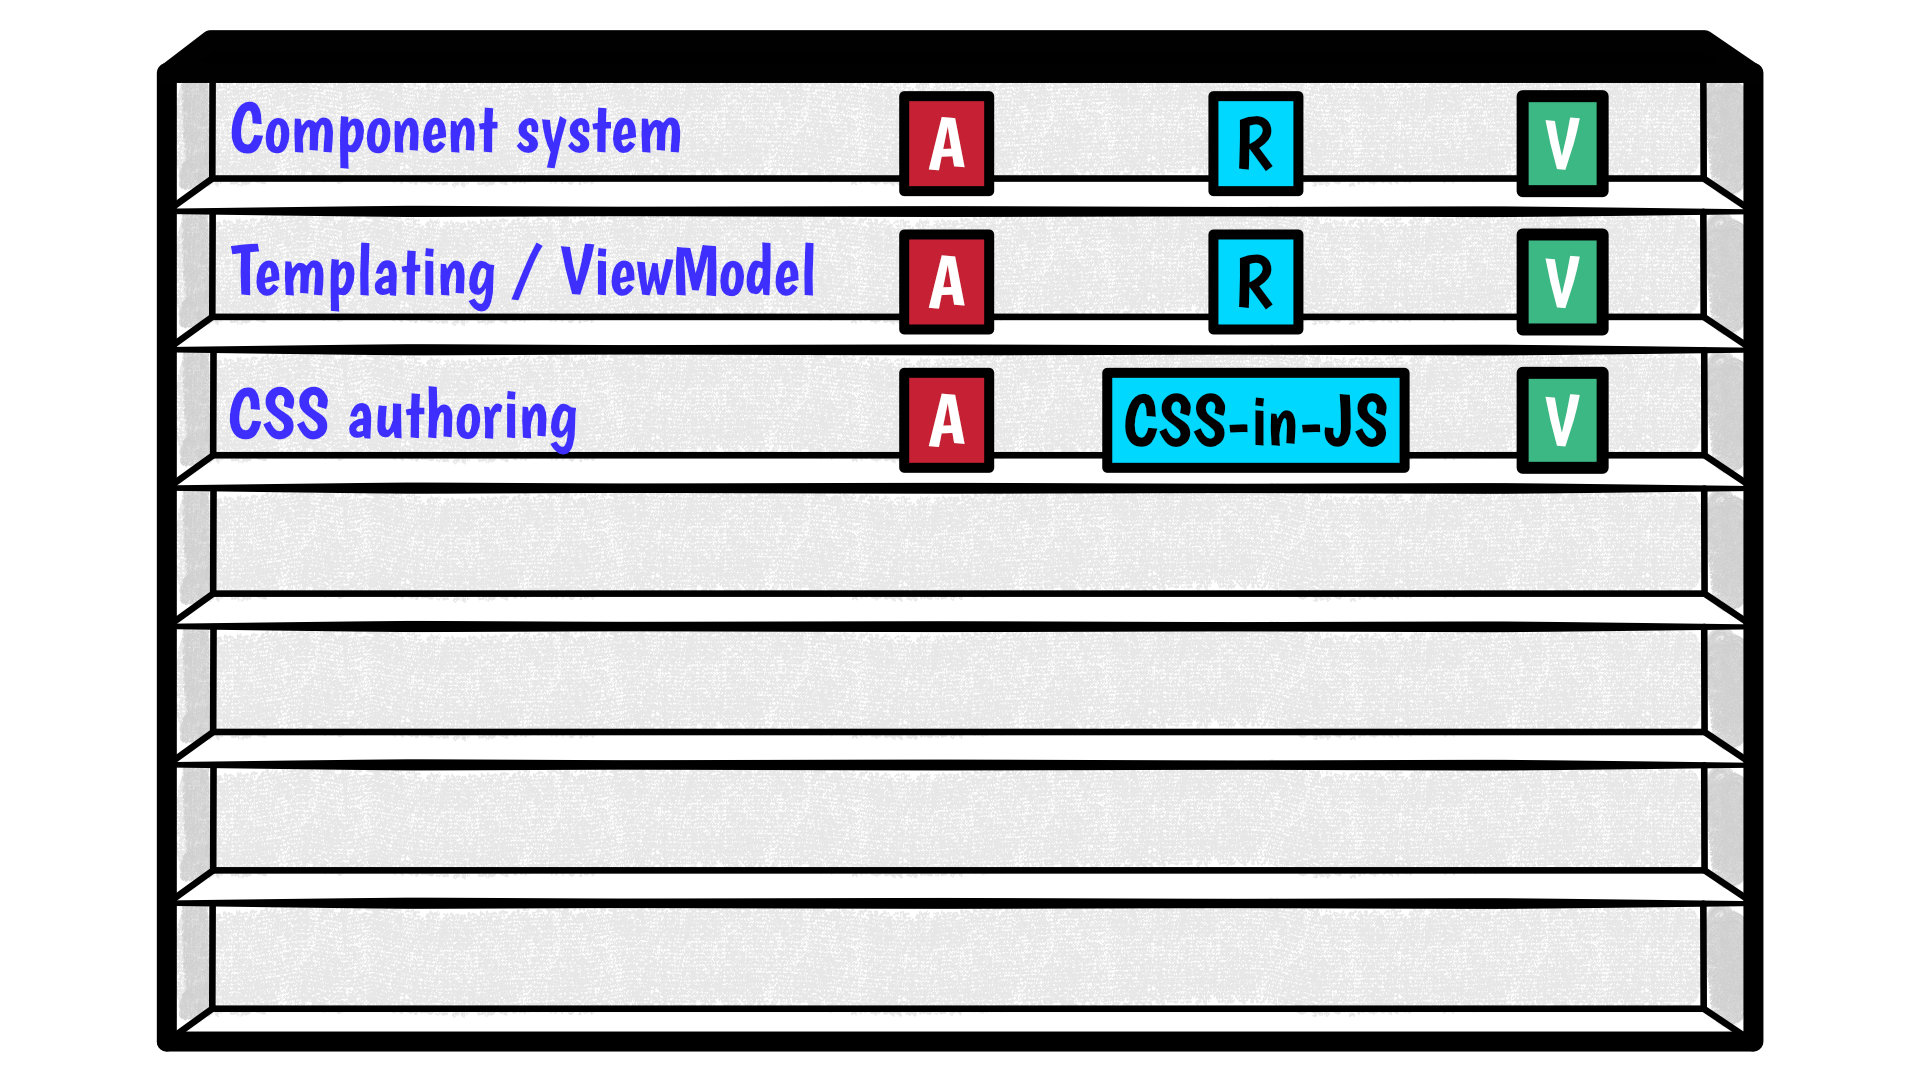 Component system A R V
Templating / ViewModel A R V
CSS authoring A CSS-in-JS V